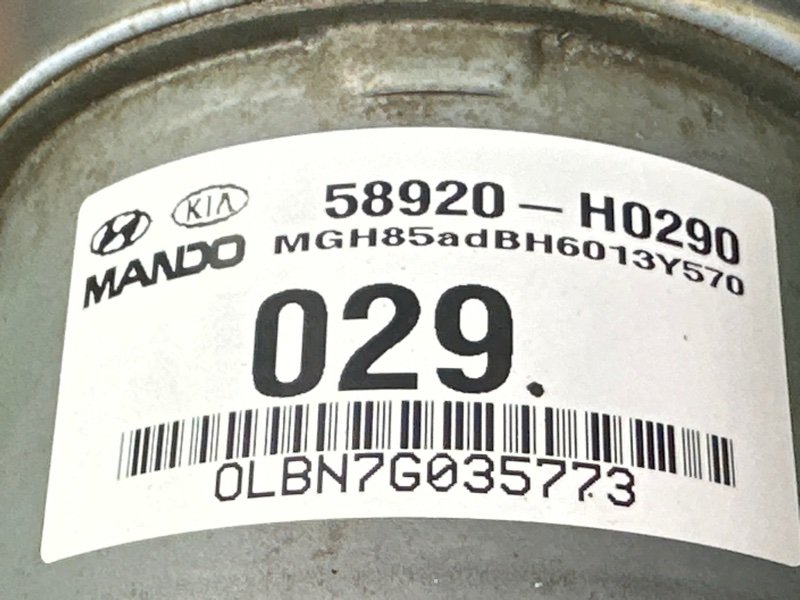 KIA 58920 - H0290
MANDO MGH85adBH6013Y570
029.
0LBN7G035773